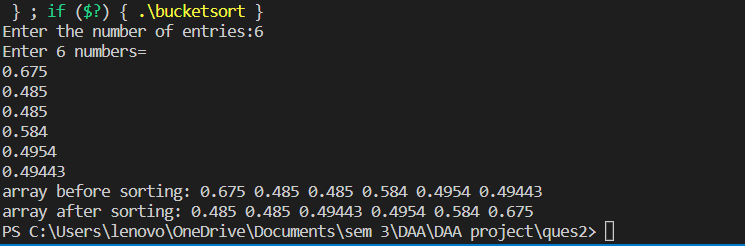 } ; if ($?) { .\bucketsort }
Enter the number of entries:6
Enter 6 numbers=
0.675
0.485
0.485
0.584
0.4954
0.49443
array before sorting: 0.675 0.485 0.485 0.584 0.4954 0.49443
array after sorting: 0.485 0.485 0.49443 0.4954 0.584 0.675
PS C:\Users\lenovo\OneDrive\Documents\sem 3\DAA\DAA project\ques2>